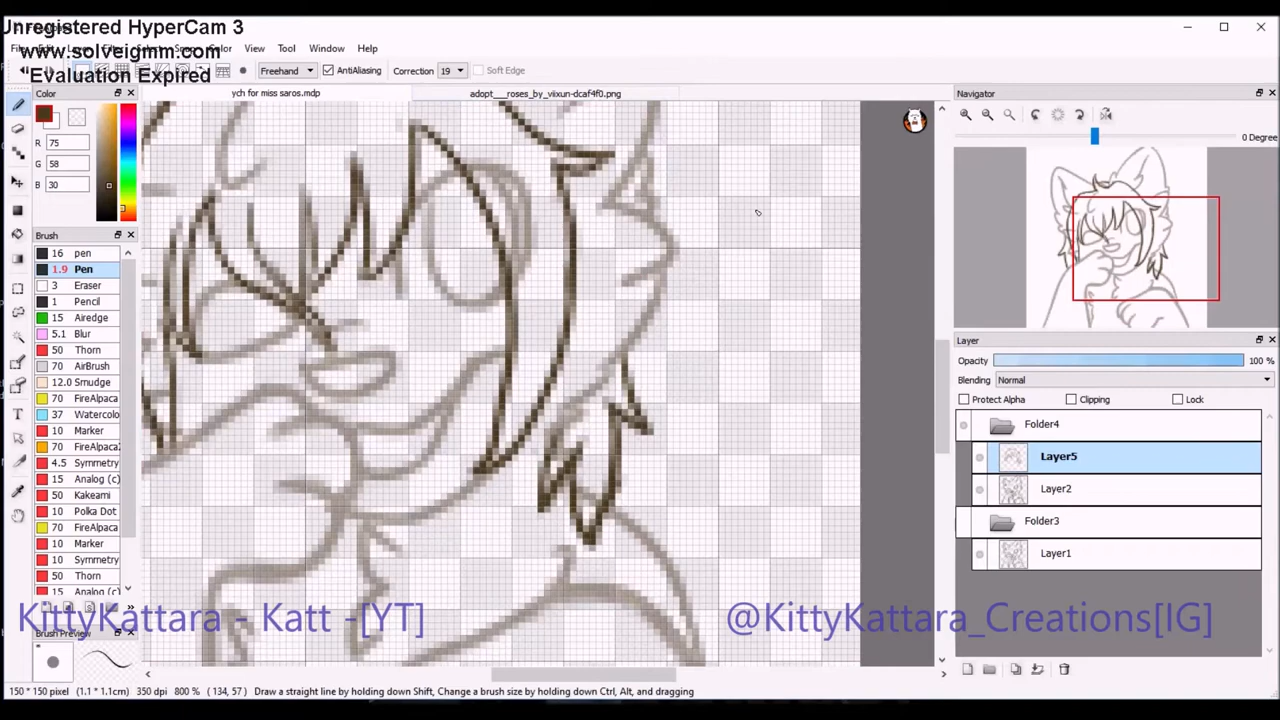 Unregistered HyperCam 3
www.solveigmm.com
Evaluation Expired
View Tool Window Help
Freehand AntiAliasing Correction 19 Soft Edge
Color
ych for miss saros.mdp
adopt___roses_by_viixun-dcaf4f0.png
Navigator
0 Degree
R 75
G 58
B 30
Brush
16 pen
1.9 Pen
3 Eraser
1 Pencil
15 Airedge
5.1 Blur
50 Thorn
70 AirBrush
12.0 Smudge
70 FireAlpaca
37 Watercolo
10 Marker
70 FireAlpaca2
4.5 Symmetry
15 Analog (c)
50 Kakeami
10 Polka Dot
70 FireAlpaca
10 Marker
10 Symmetry
50 Thorn
15 Analog (c)
Layer
Opacity 100 %
Blending Normal
Protect Alpha Clipping Lock
Folder4
Layer5
Layer2
Folder3
Layer1
KittyKattara - Katt -[YT]
@KittyKattara_Creations[IG]
Brush Preview
150 * 150 pixel (1.1 * 1.1cm) 350 dpi 800 % ( 134, 57 ) Draw a straight line by holding down Shift, Change a brush size by holding down Ctrl, Alt, and dragging